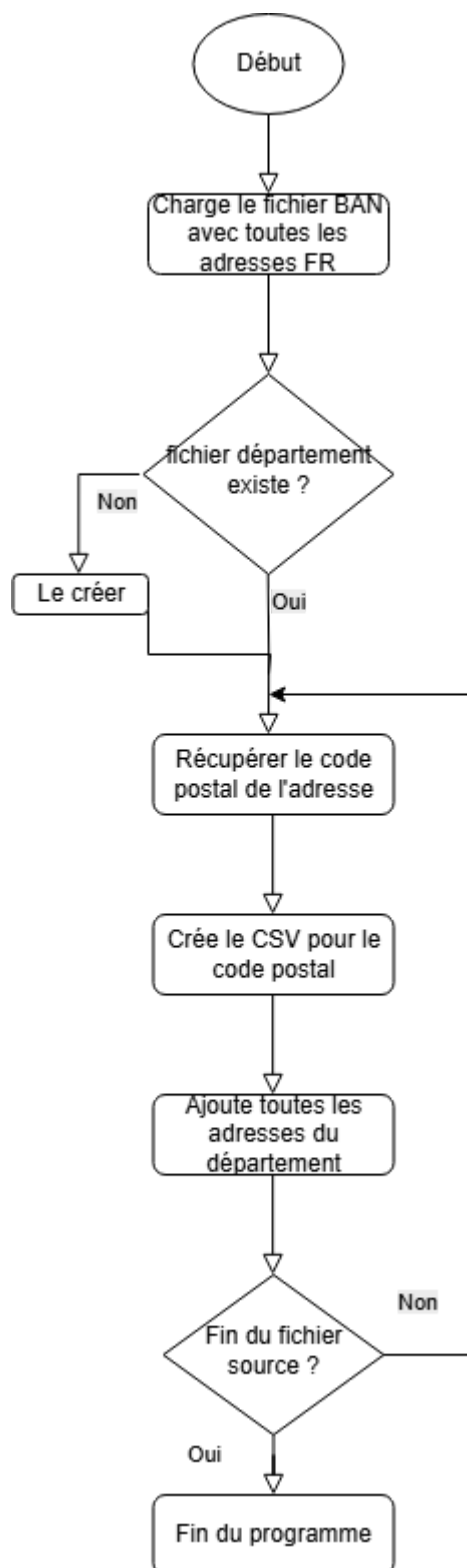 Début
Charge le fichier BAN
avec toutes les
adresses FR
fichier département
existe ?
Non
Le créer
Oui
Récupérer le code
postal de l'adresse
Crée le CSV pour le
code postal
Ajoute toutes les
adresses du
département
Fin du fichier
source ?
Non
Oui
Fin du programme